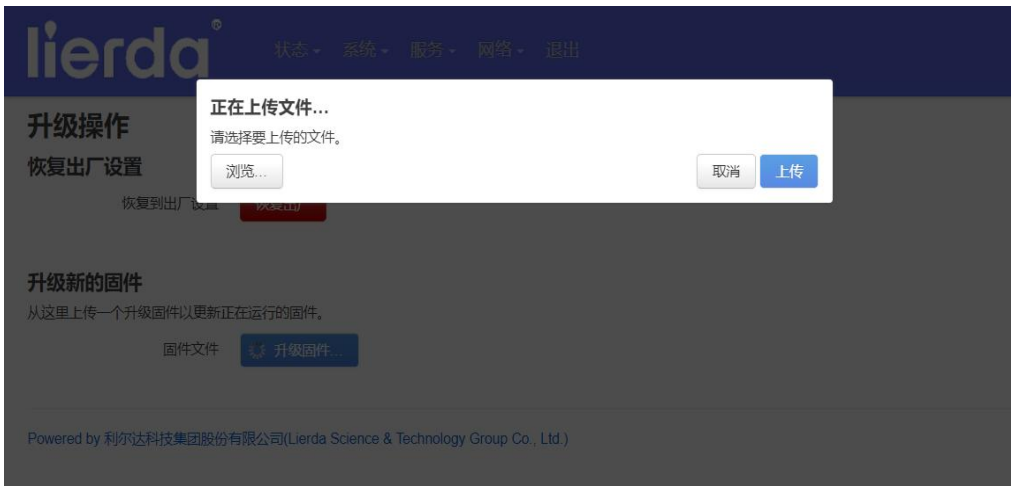 lierda®
状态 系统 服务 网络 退出
正在上传文件...
请选择要上传的文件。
浏览... 取消 上传
升级操作
恢复出厂设置
恢复到出厂设置 恢复出厂
升级新的固件
从这里上传一个升级固件以更新正在运行的固件。
固件文件 升级固件...
Powered by 利尔达科技集团股份有限公司(Lierda Science & Technology Group Co., Ltd.)